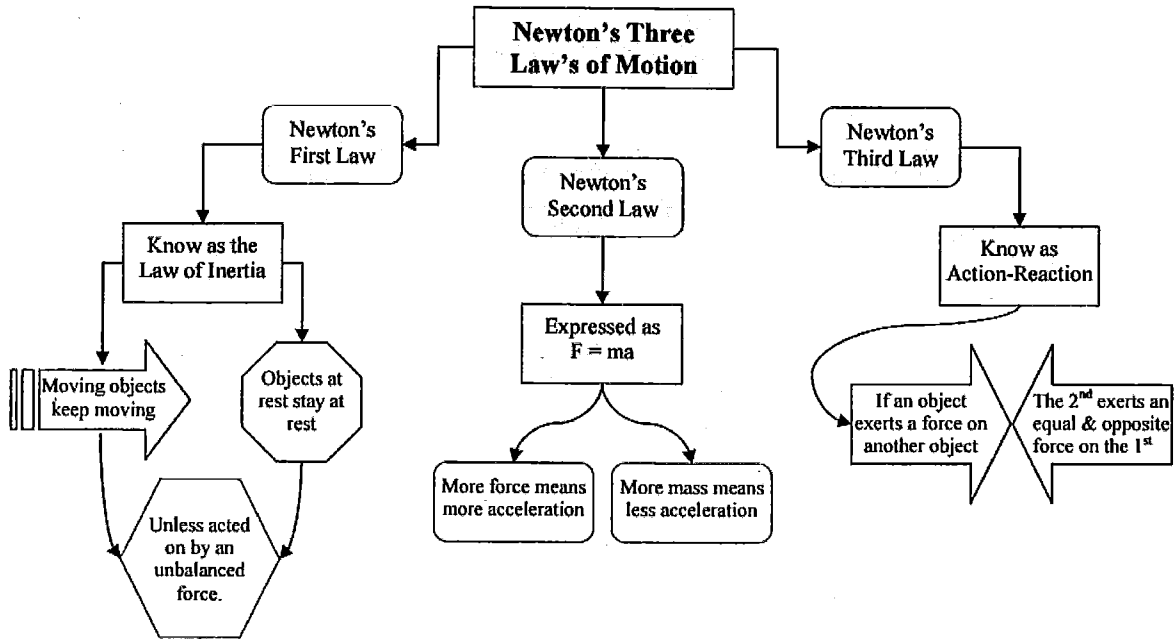 Newton's Three
Law's of Motion
Newton's
First Law
Newton's
Second Law
Newton's
Third Law
Know as the
Law of Inertia
Know as
Action-Reaction
Expressed as
F = ma
Moving objects
keep moving
Objects at
rest stay at
rest
If an object
exerts a force on
another object
The 2nd exerts an
equal & opposite
force on the 1st
More force means
more acceleration
More mass means
less acceleration
Unless acted
on by an
unbalanced
force.